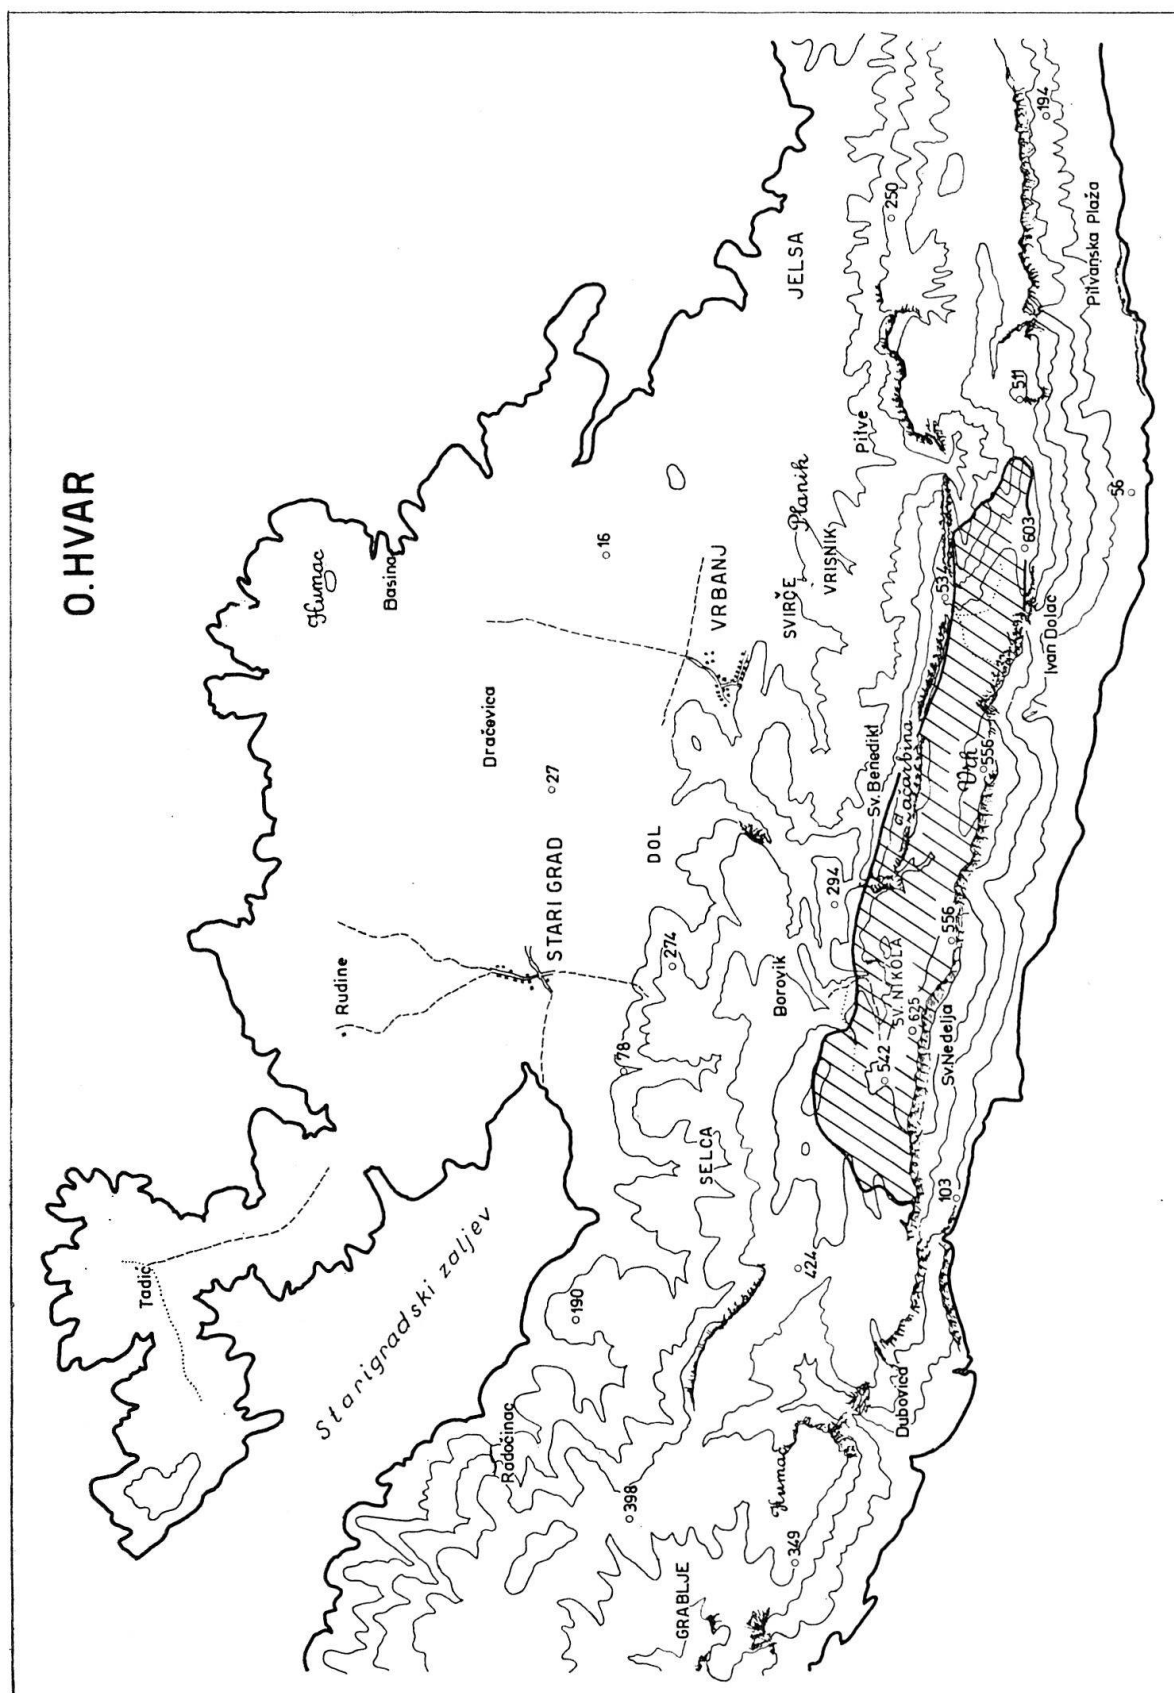 O. HVAR
Humac
Basina
Rudine
Tadić
Dračevica
16
27
JELSA
STARI GRAD
Starigradski zaljev
VRBANJ
DOL
SVIRČE
Planih
VRISNIK
Pitve
250
194
274
78
190
SELCA
Radočinac
398
Borovik
294
Sv. Benedikt
537
511
Pitvanska Plaža
56
603
Ivan Dolac
Vrh
556
556
SV. NIKOLA
625
542
Sv.Nedelja
103
424
Dubovica
Humac
349
GRABLJE